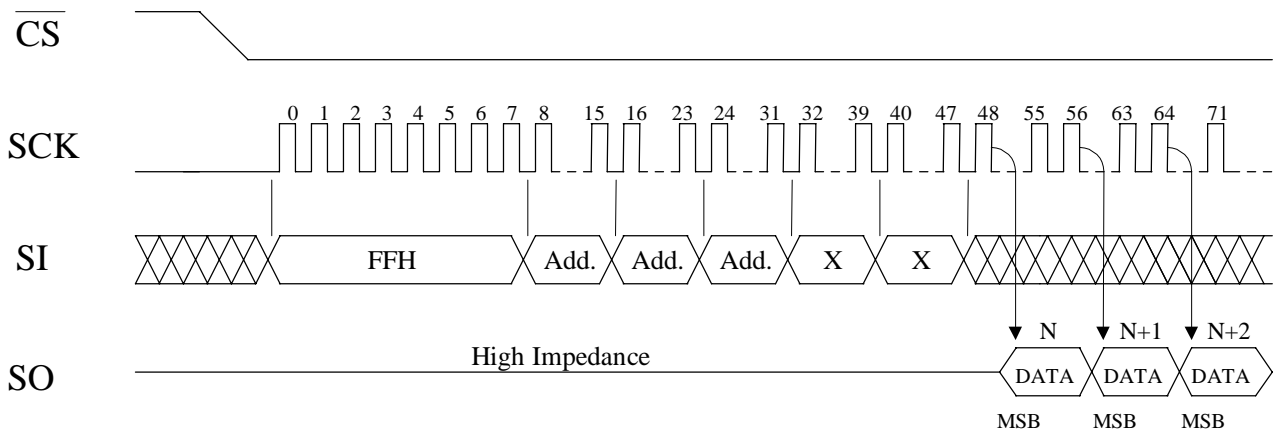 CS
0 1 2 3 4 5 6 7 8 15 16 23 24 31 32 39 40 47 48 55 56 63 64 71
SCK
SI FFH Add. Add. Add. X X
N N+1 N+2
High Impedance
SO DATA DATA DATA
MSB MSB MSB